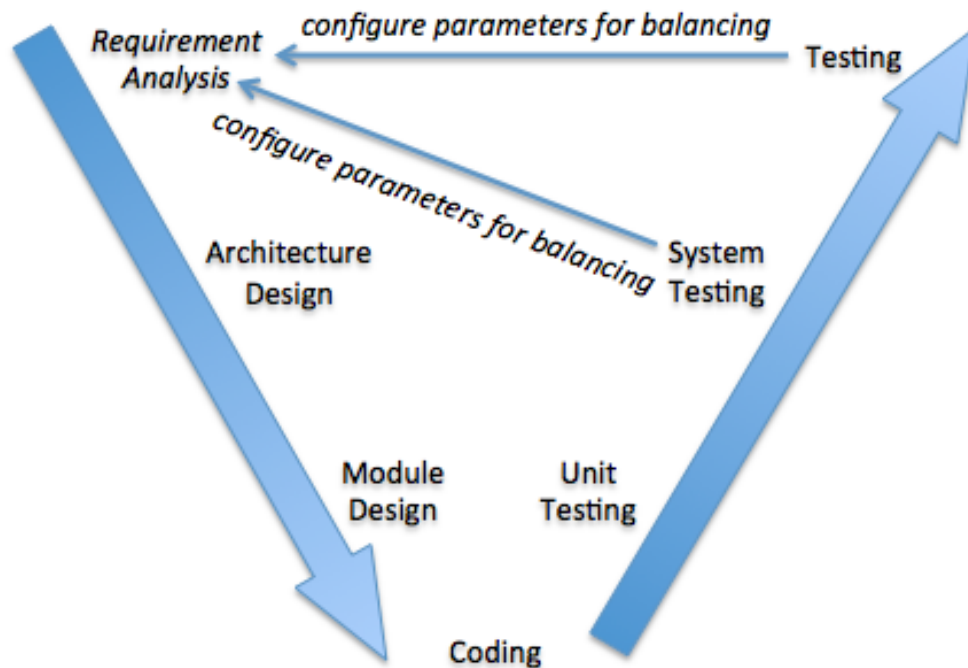 configure parameters for balancing
Requirement
Analysis
Testing
configure parameters for balancing
Architecture
Design
System
Testing
Module
Design
Unit
Testing
Coding